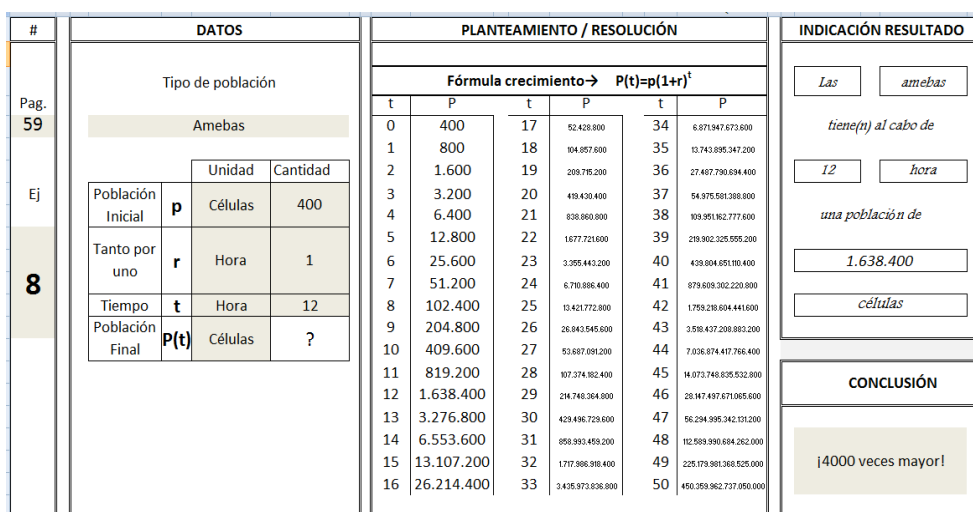 # DATOS PLANTEAMIENTO / RESOLUCIÓN INDICACIÓN RESULTADO
Pag.
59
Ej
8
Tipo de población
Amebas
Unidad Cantidad
Población Inicial p Células 400
Tanto por uno r Hora 1
Tiempo t Hora 12
Población Final P(t) Células ?
Fórmula crecimiento→ P(t)=p(1+r)^t
t P t P t P
0 400 17 52.428.800 34 6.871.947.673.600
1 800 18 104.857.600 35 13.743.895.347.200
2 1.600 19 209.715.200 36 27.487.790.694.400
3 3.200 20 419.430.400 37 54.975.581.388.800
4 6.400 21 838.860.800 38 109.951.162.777.600
5 12.800 22 1.677.721.600 39 219.902.325.555.200
6 25.600 23 3.355.443.200 40 439.804.651.110.400
7 51.200 24 6.710.886.400 41 879.609.302.220.800
8 102.400 25 13.421.772.800 42 1.759.218.604.441.600
9 204.800 26 26.843.545.600 43 3.518.437.208.883.200
10 409.600 27 53.687.091.200 44 7.036.874.417.766.400
11 819.200 28 107.374.182.400 45 14.073.748.835.532.800
12 1.638.400 29 214.748.364.800 46 28.147.497.671.065.600
13 3.276.800 30 429.496.729.600 47 56.294.995.342.131.200
14 6.553.600 31 858.993.459.200 48 112.589.990.684.262.000
15 13.107.200 32 1.717.986.918.400 49 225.179.981.368.525.000
16 26.214.400 33 3.435.973.836.800 50 450.359.962.737.050.000
Las amebas
tiene(n) al cabo de
12 hora
una población de
1.638.400
células
CONCLUSIÓN
¡4000 veces mayor!